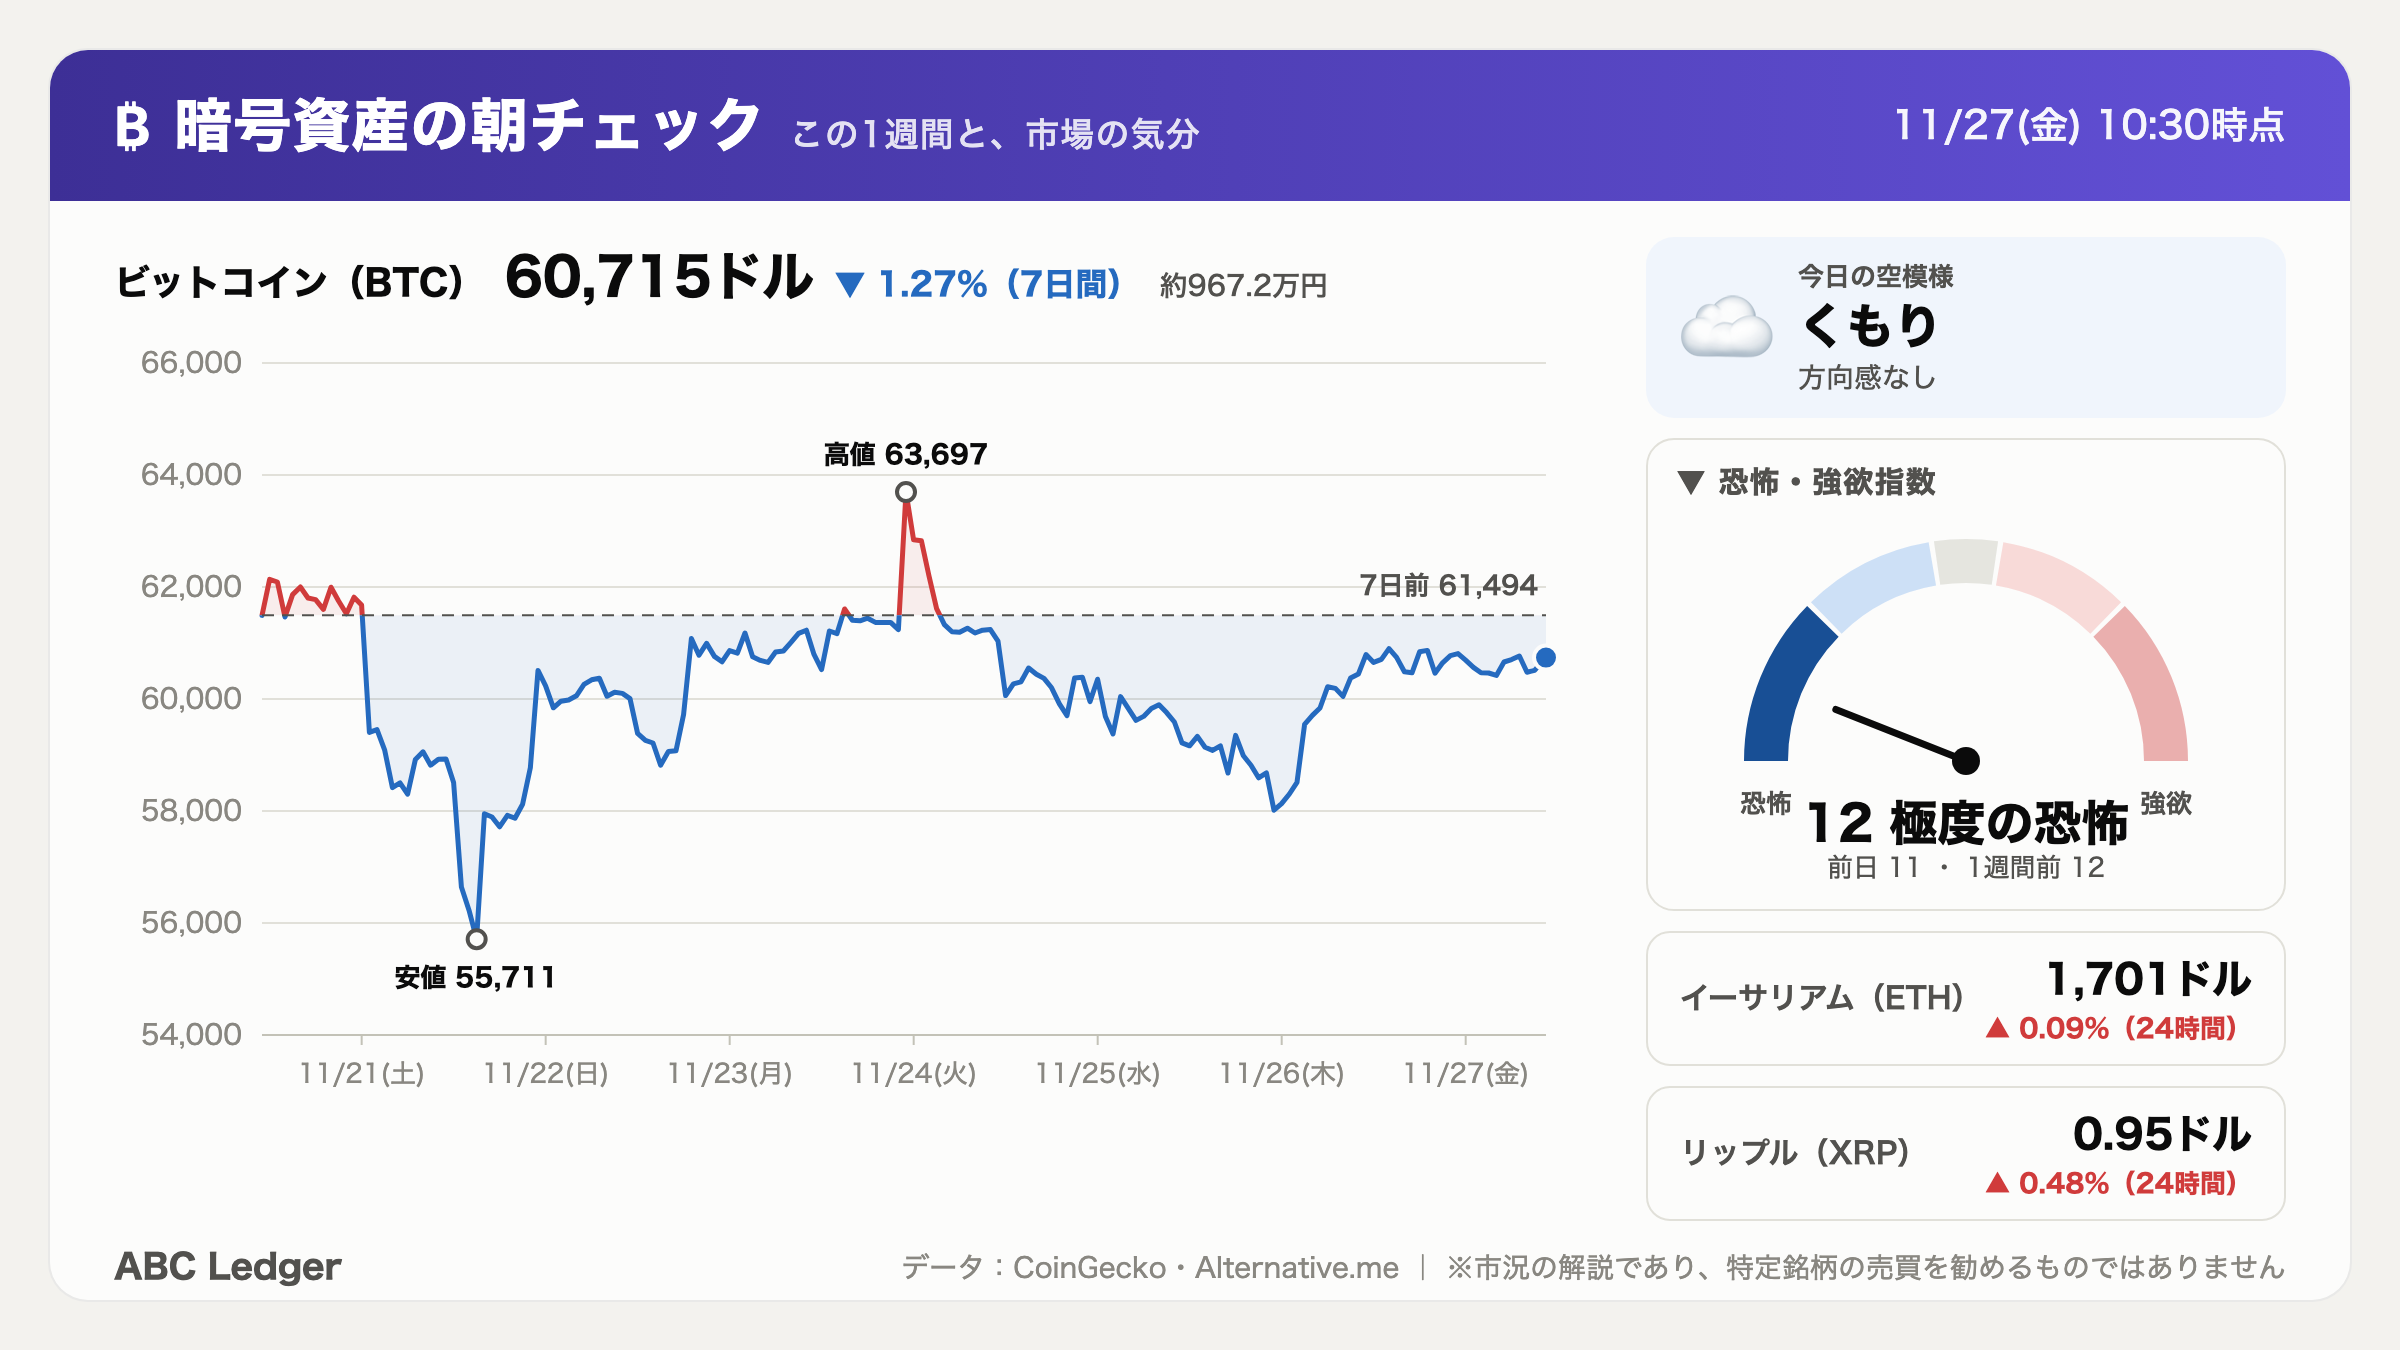 ฿ 暗号資産の朝チェック この1週間と、市場の気分
11/27(金) 10:30時点
ビットコイン（BTC） 60,715ドル ▼ 1.27%（7日間） 約967.2万円
66,000
64,000
62,000
60,000
58,000
56,000
54,000
高値 63,697
7日前 61,494
安値 55,711
11/21(土) 11/22(日) 11/23(月) 11/24(火) 11/25(水) 11/26(木) 11/27(金)
今日の空模様
くもり
方向感なし
▼ 恐怖・強欲指数
恐怖 強欲
12 極度の恐怖
前日 11 ・ 1週間前 12
イーサリアム（ETH）
1,701ドル
▲ 0.09%（24時間）
リップル（XRP）
0.95ドル
▲ 0.48%（24時間）
ABC Ledger
データ：CoinGecko・Alternative.me ｜ ※市況の解説であり、特定銘柄の売買を勧めるものではありません